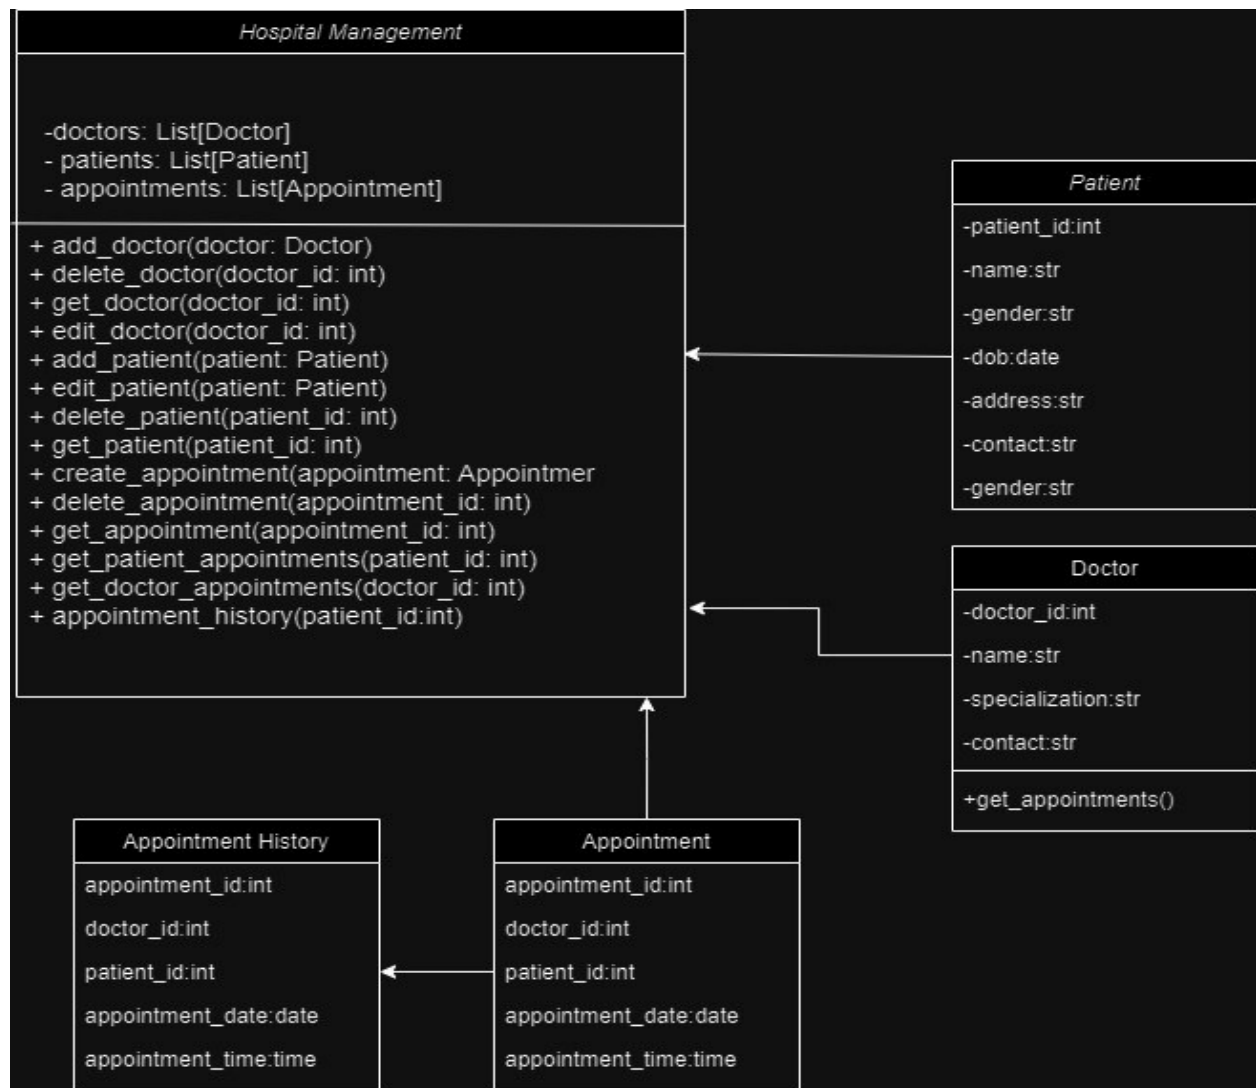 Hospital Management
-doctors: List[Doctor]
- patients: List[Patient]
- appointments: List[Appointment]
+ add_doctor(doctor: Doctor)
+ delete_doctor(doctor_id: int)
+ get_doctor(doctor_id: int)
+ edit_doctor(doctor_id: int)
+ add_patient(patient: Patient)
+ edit_patient(patient: Patient)
+ delete_patient(patient_id: int)
+ get_patient(patient_id: int)
+ create_appointment(appointment: Appointmer
+ delete_appointment(appointment_id: int)
+ get_appointment(appointment_id: int)
+ get_patient_appointments(patient_id: int)
+ get_doctor_appointments(doctor_id: int)
+ appointment_history(patient_id:int)
Patient
-patient_id:int
-name:str
-gender:str
-dob:date
-address:str
-contact:str
-gender:str
Doctor
-doctor_id:int
-name:str
-specialization:str
-contact:str
+get_appointments()
Appointment History
appointment_id:int
doctor_id:int
patient_id:int
appointment_date:date
appointment_time:time
Appointment
appointment_id:int
doctor_id:int
patient_id:int
appointment_date:date
appointment_time:time